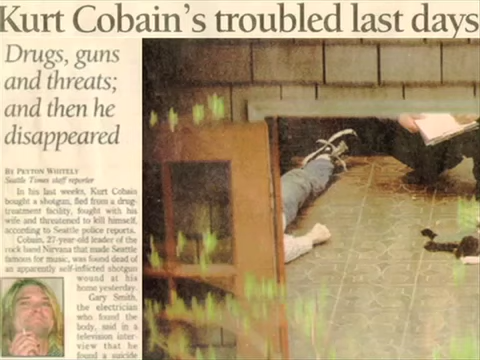 Kurt Cobain's troubled last days
Drugs, guns
and threats;
and then he
disappeared
BY PEYTON WHITELY
Seattle Times staff reporter
In his last weeks, Kurt Cobain
bought a shotgun, fled from a drug-
treatment facility, fought with his
wife and threatened to kill himself,
according to Seattle police reports.
Cobain, 27-year-old leader of the
rock band Nirvana that made Seattle
famous for music, was found dead of
an apparently self-inflicted shotgun
wound at his
home yesterday.
Gary Smith,
the electrician
who found the
body, said in a
television inter-
view that he
found a suicide